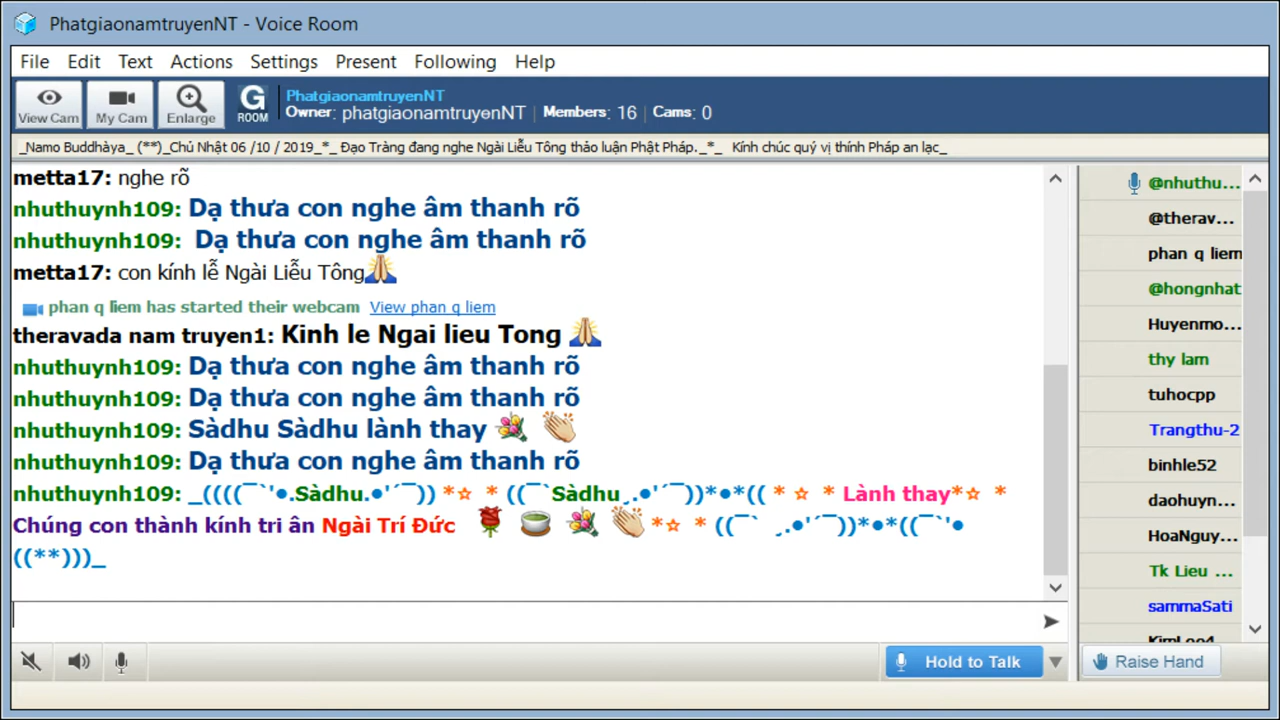 PhatgiaonamtruyenNT - Voice Room
File Edit Text Actions Settings Present Following Help
View Cam My Cam Enlarge G ROOM
PhatgiaonamtruyenNT
Owner: phatgiaonamtruyenNT | Members: 16 | Cams: 0
_Namo Buddhàya_ (**)_Chủ Nhật 06 /10 / 2019_*_ Đạo Tràng đang nghe Ngài Liễu Tông thảo luận Phật Pháp._*_ Kính chúc quý vị thính Pháp an lạc_
metta17: nghe rõ
nhuthuynh109: Dạ thưa con nghe âm thanh rõ
nhuthuynh109: Dạ thưa con nghe âm thanh rõ
metta17: con kính lễ Ngài Liễu Tông🙏
phan q liem has started their webcam View phan q liem
theravada nam truyen1: Kinh le Ngai lieu Tong 🙏
nhuthuynh109: Dạ thưa con nghe âm thanh rõ
nhuthuynh109: Dạ thưa con nghe âm thanh rõ
nhuthuynh109: Sàdhu Sàdhu lành thay 💐 👏
nhuthuynh109: Dạ thưa con nghe âm thanh rõ
nhuthuynh109: _((((¯`'•.Sàdhu.•'´¯)) *☆ * ((¯`Sàdhu¸.•'´¯))*•*(( * ☆ * Lành thay*☆ *
Chúng con thành kính tri ân Ngài Trí Đức 🌹 🍵 💐 👏 *☆ * ((¯` ¸.•'´¯))*•*((¯`'•
((**)))_
@nhuthu...
@therav...
phan q liem
@hongnhat
Huyenmo...
thy lam
tuhocpp
Trangthu-2
binhle52
daohuyn...
HoaNguy...
Tk Lieu ...
sammaSati
Hold to Talk
Raise Hand